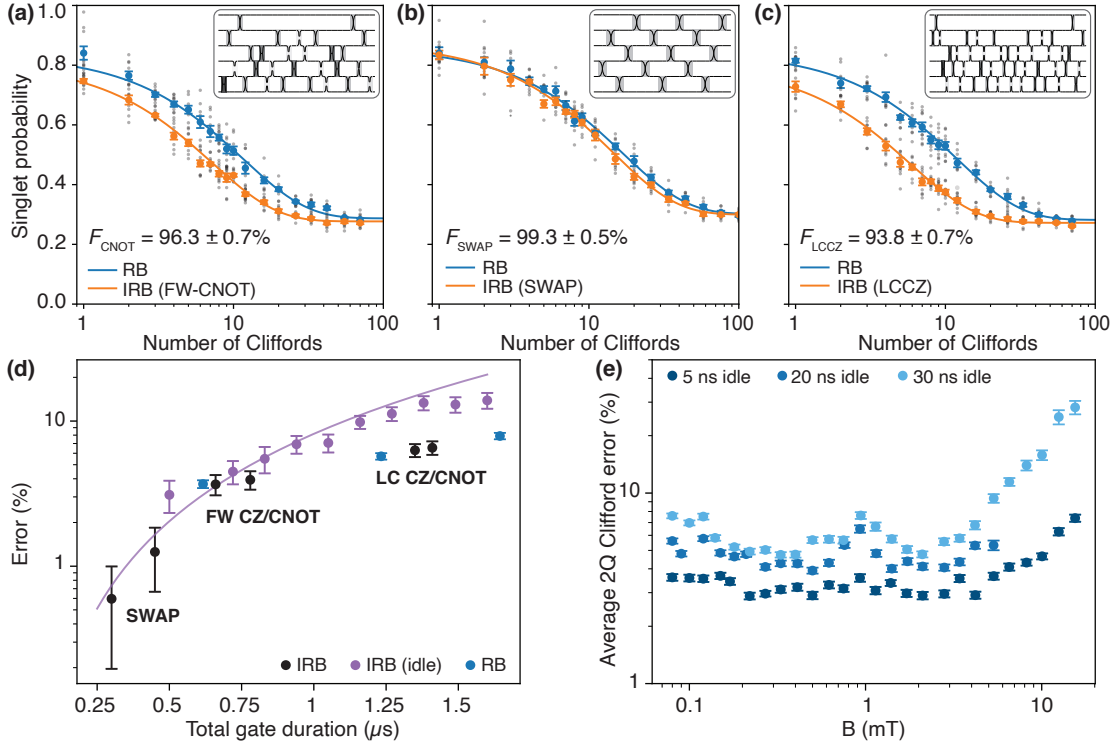 (a)
(b)
(c)
Singlet probability
1.0
0.8
0.6
0.4
0.2
0.0
F_CNOT = 96.3 ± 0.7%
RB
IRB (FW-CNOT)
1
10
100
Number of Cliffords
F_SWAP = 99.3 ± 0.5%
RB
IRB (SWAP)
1
10
100
Number of Cliffords
F_LCCZ = 93.8 ± 0.7%
RB
IRB (LCCZ)
1
10
100
Number of Cliffords
(d)
Error (%)
10
1
SWAP
FW CZ/CNOT
LC CZ/CNOT
IRB
IRB (idle)
RB
0.25
0.5
0.75
1
1.25
1.5
Total gate duration (μs)
(e)
5 ns idle
20 ns idle
30 ns idle
Average 2Q Clifford error (%)
10
1
0.1
1
10
B (mT)